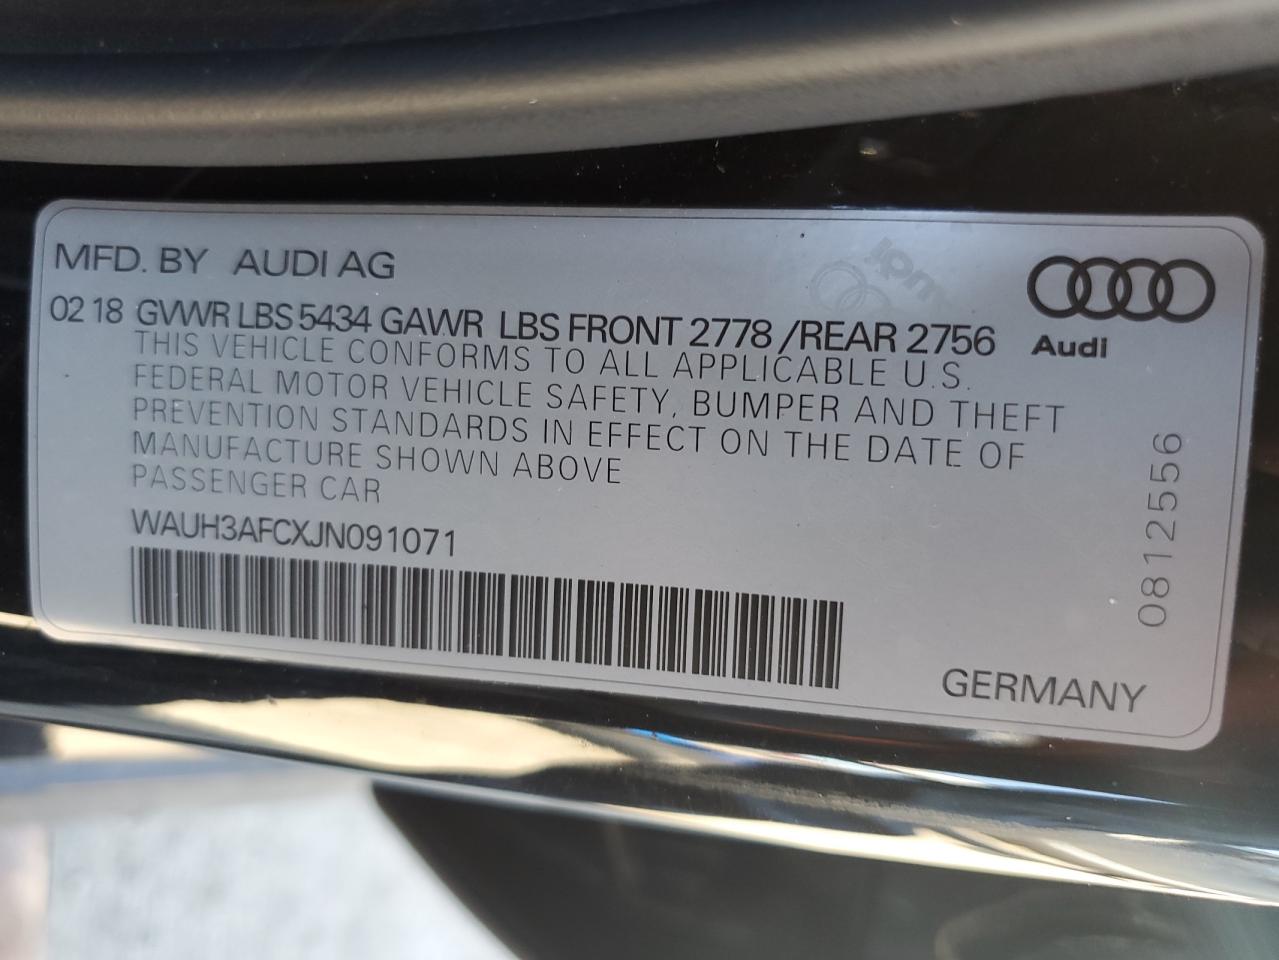 MFD. BY AUDI AG
02 18 GVWR LBS 5434 GAWR LBS FRONT 2778 /REAR 2756
Audi
THIS VEHICLE CONFORMS TO ALL APPLICABLE U.S.
FEDERAL MOTOR VEHICLE SAFETY, BUMPER AND THEFT
PREVENTION STANDARDS IN EFFECT ON THE DATE OF
MANUFACTURE SHOWN ABOVE
PASSENGER CAR
WAUH3AFCXJN091071
0812556
GERMANY